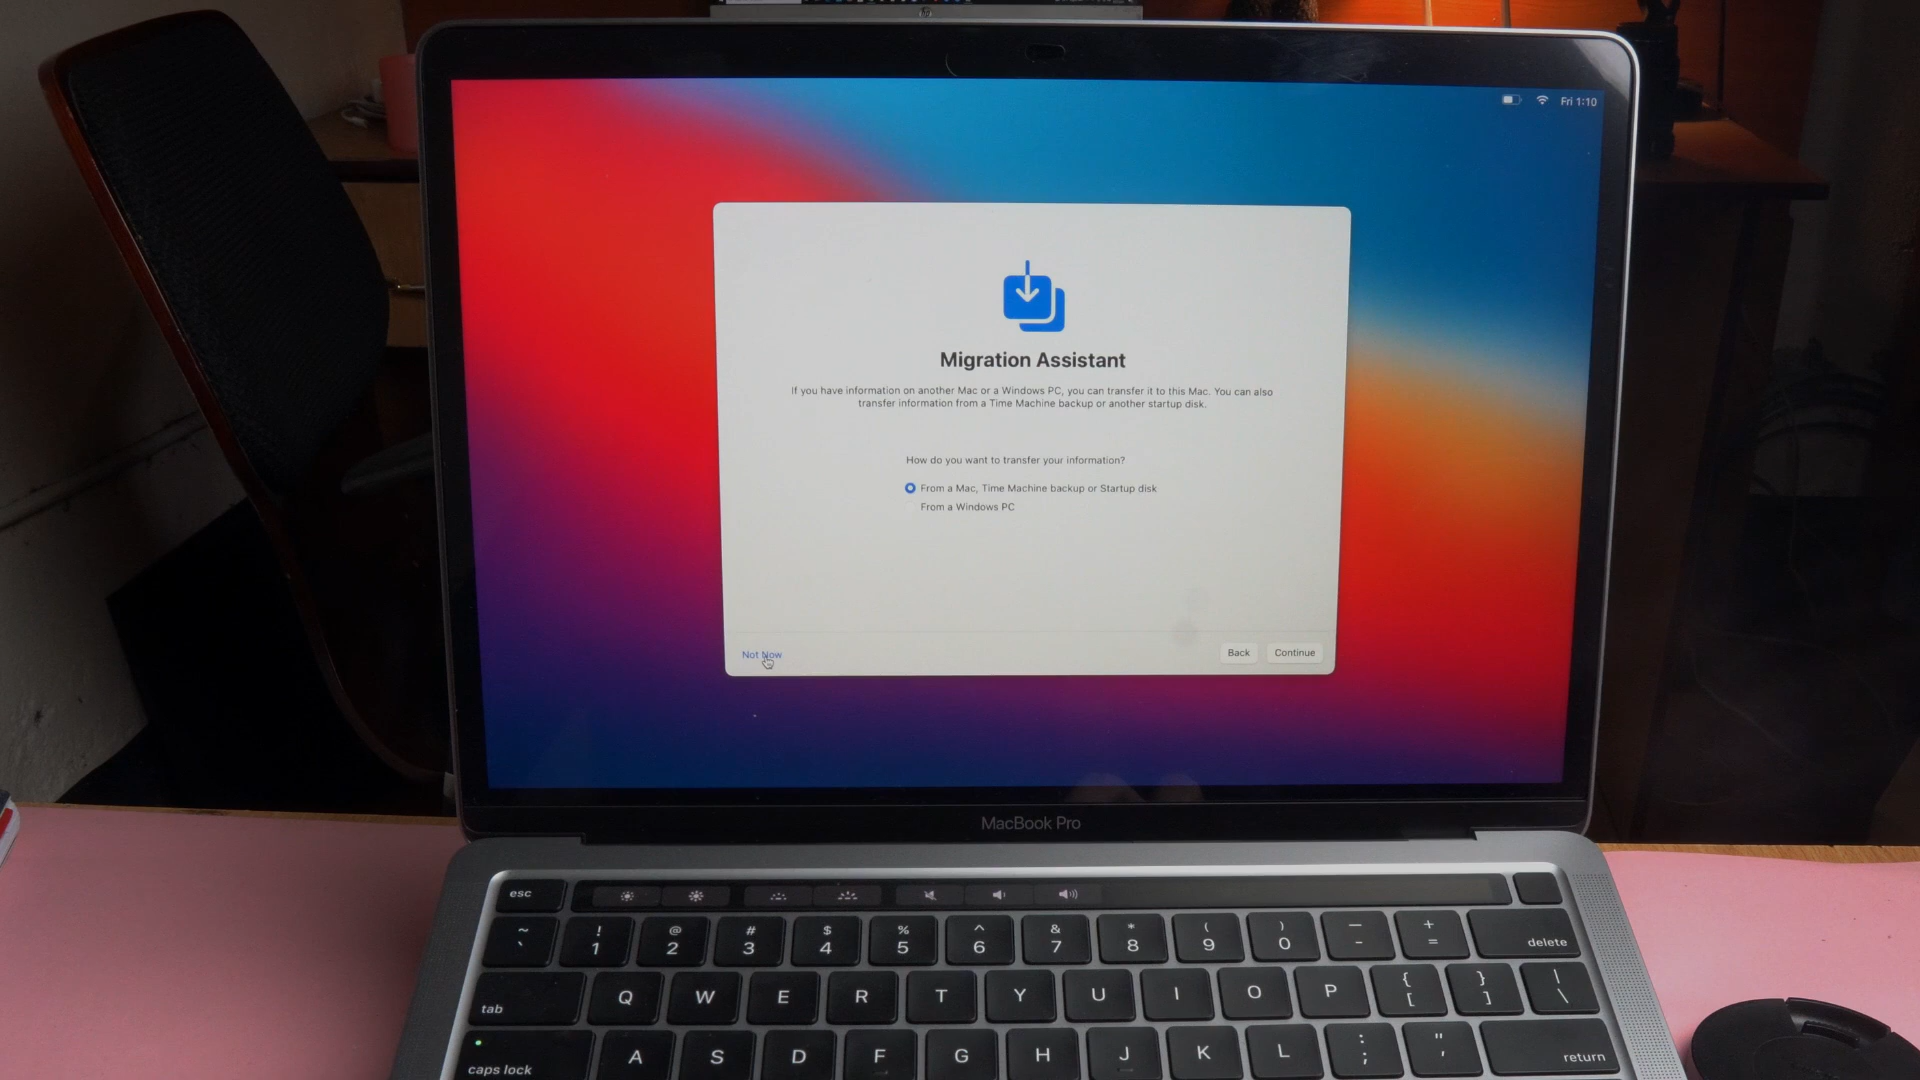 Fri 1:10
Migration Assistant
If you have information on another Mac or a Windows PC, you can transfer it to this Mac. You can also
transfer information from a Time Machine backup or another startup disk.
How do you want to transfer your information?
From a Mac, Time Machine backup or Startup disk
From a Windows PC
Not Now
Back
Continue
MacBook Pro
esc
~ ! @ # $ % ^ & * ( ) — +
` 1 2 3 4 5 6 7 8 9 0 - = delete
{ } |
tab Q W E R T Y U I O P [ ] \
: "
caps lock A S D F G H J K L ; ' return